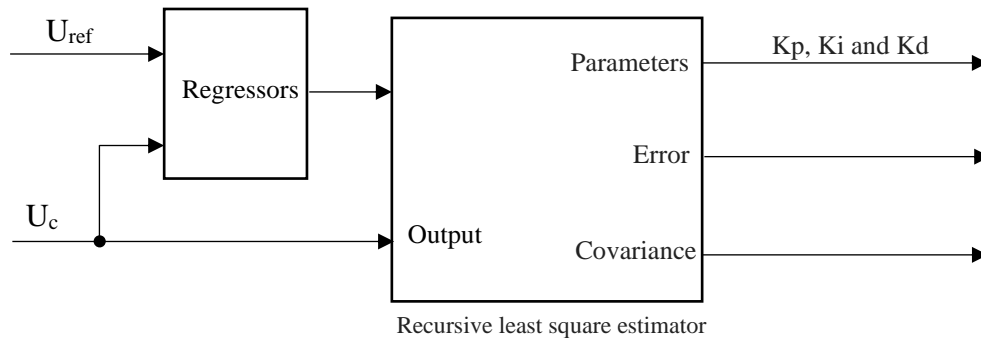 Uref
Parameters
Kp, Ki and Kd
Regressors
Error
Uc
Output
Covariance
Recursive least square estimator